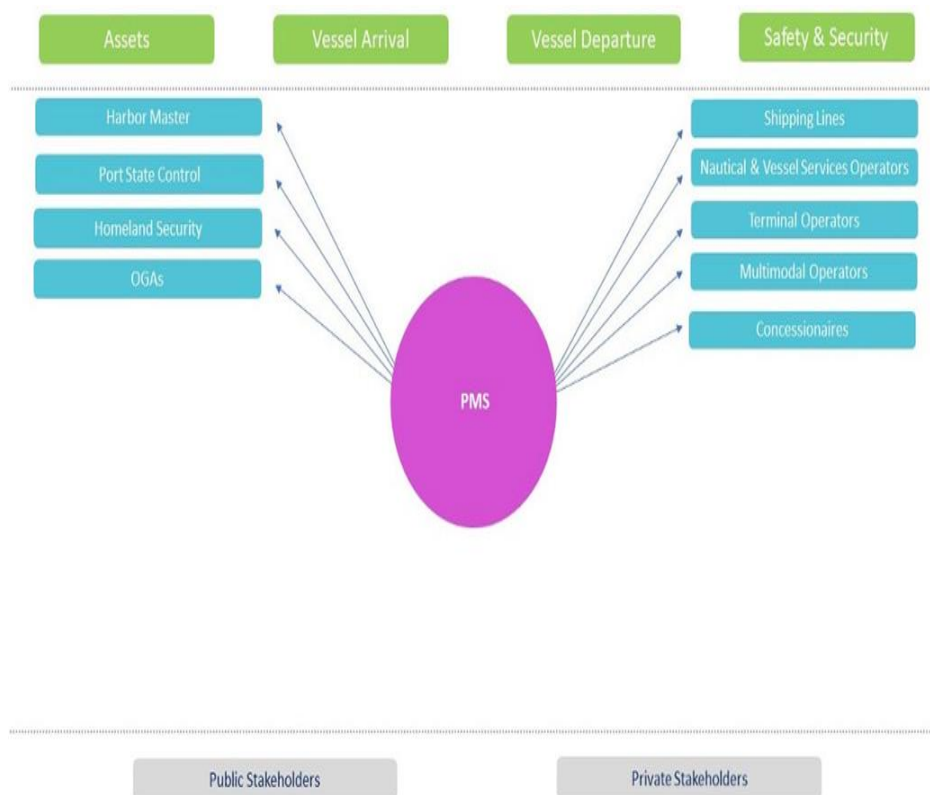 Assets
Vessel Arrival
Vessel Departure
Safety & Security
Harbor Master
Port State Control
Homeland Security
OGAs
Shipping Lines
Nautical & Vessel Services Operators
Terminal Operators
Multimodal Operators
Concessionaires
PMS
Public Stakeholders
Private Stakeholders